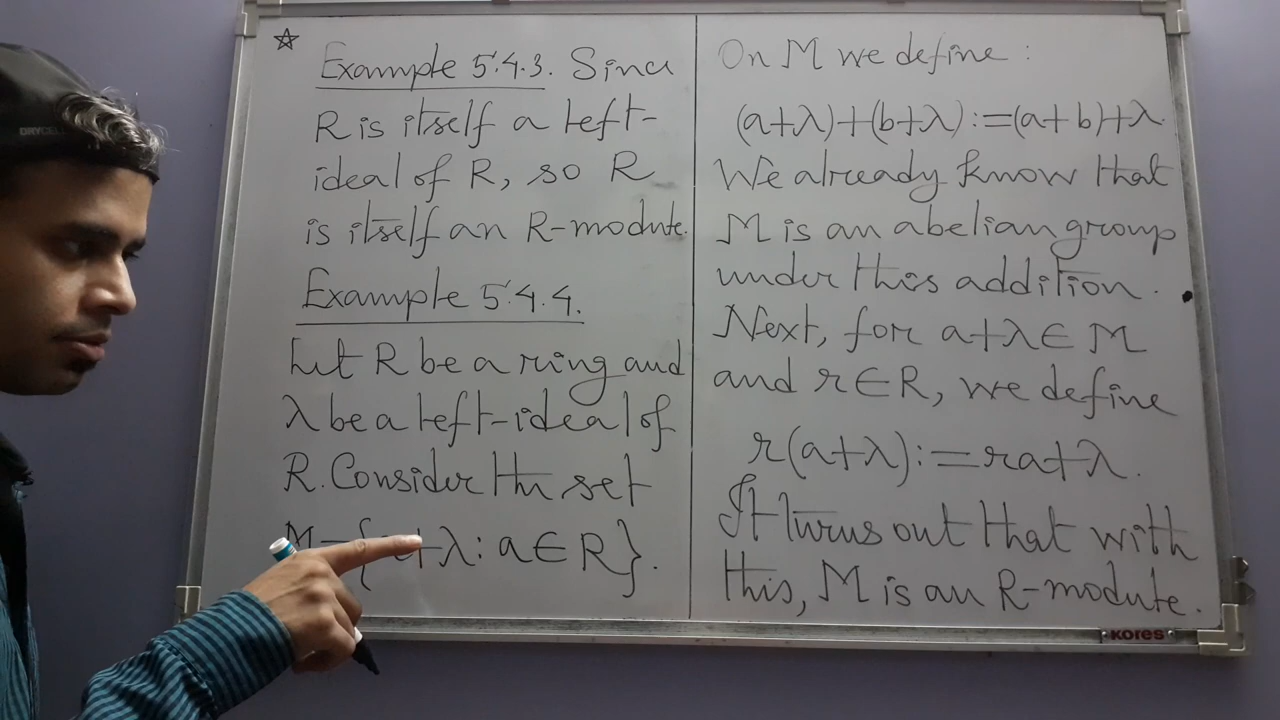 ☆ Example 5.4.3. Since
R is itself a left-
ideal of R, so R
is itself an R-module.
Example 5.4.4.
Let R be a ring and
λ be a left-ideal of
R. Consider the set
M={a+λ: a∈R}.
On M we define:
(a+λ)+(b+λ):=(a+b)+λ.
We already know that
M is an abelian group
under this addition.
Next, for a+λ∈M
and r∈R, we define
r(a+λ):=ra+λ.
It turns out that with
this, M is an R-module.
KORES